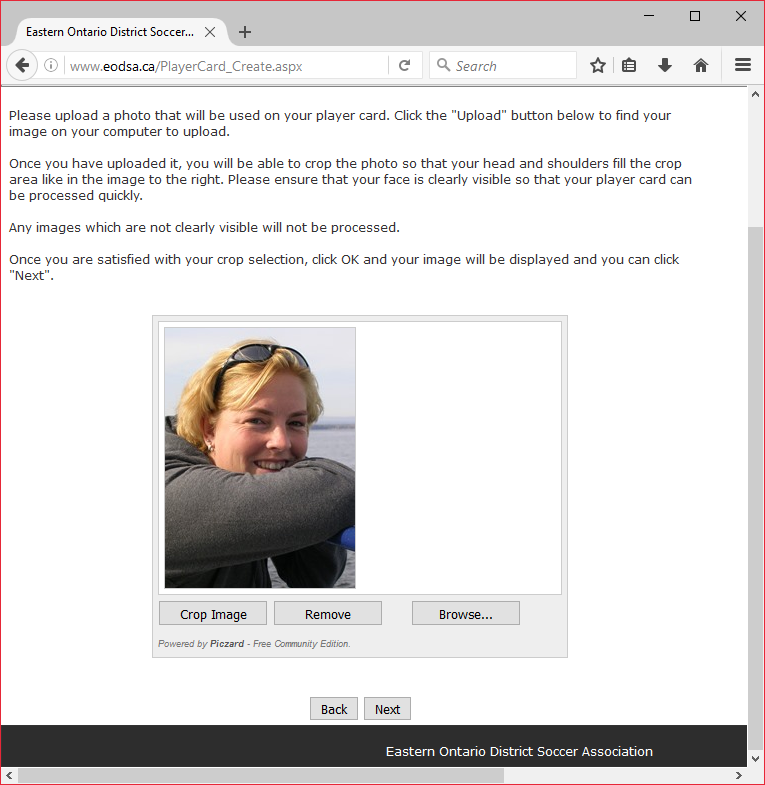 Eastern Ontario District Soccer...
www.eodsa.ca/PlayerCard_Create.aspx
Search
Please upload a photo that will be used on your player card. Click the "Upload" button below to find your
image on your computer to upload.
Once you have uploaded it, you will be able to crop the photo so that your head and shoulders fill the crop
area like in the image to the right. Please ensure that your face is clearly visible so that your player card can
be processed quickly.
Any images which are not clearly visible will not be processed.
Once you are satisfied with your crop selection, click OK and your image will be displayed and you can click
"Next".
Crop Image Remove Browse...
Powered by Piczard - Free Community Edition.
Back Next
Eastern Ontario District Soccer Association